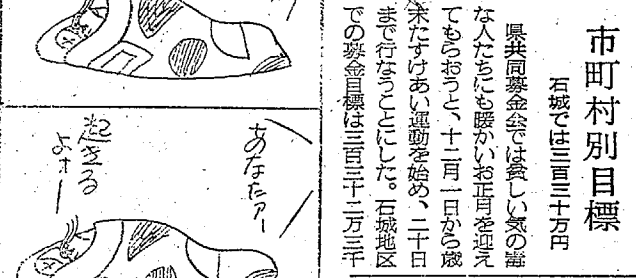 市町村別目標
石城では三百三十万円
県共同募金会では貧しい気の毒
な人たちにも暖かいお正月を迎え
てもらおうと、十二月一日から歳
末たすけあい運動を始め、二十日
まで行なうことにした。石城地区
での募金目標は三百三十二万三千
あなたァー
起きる
よォー